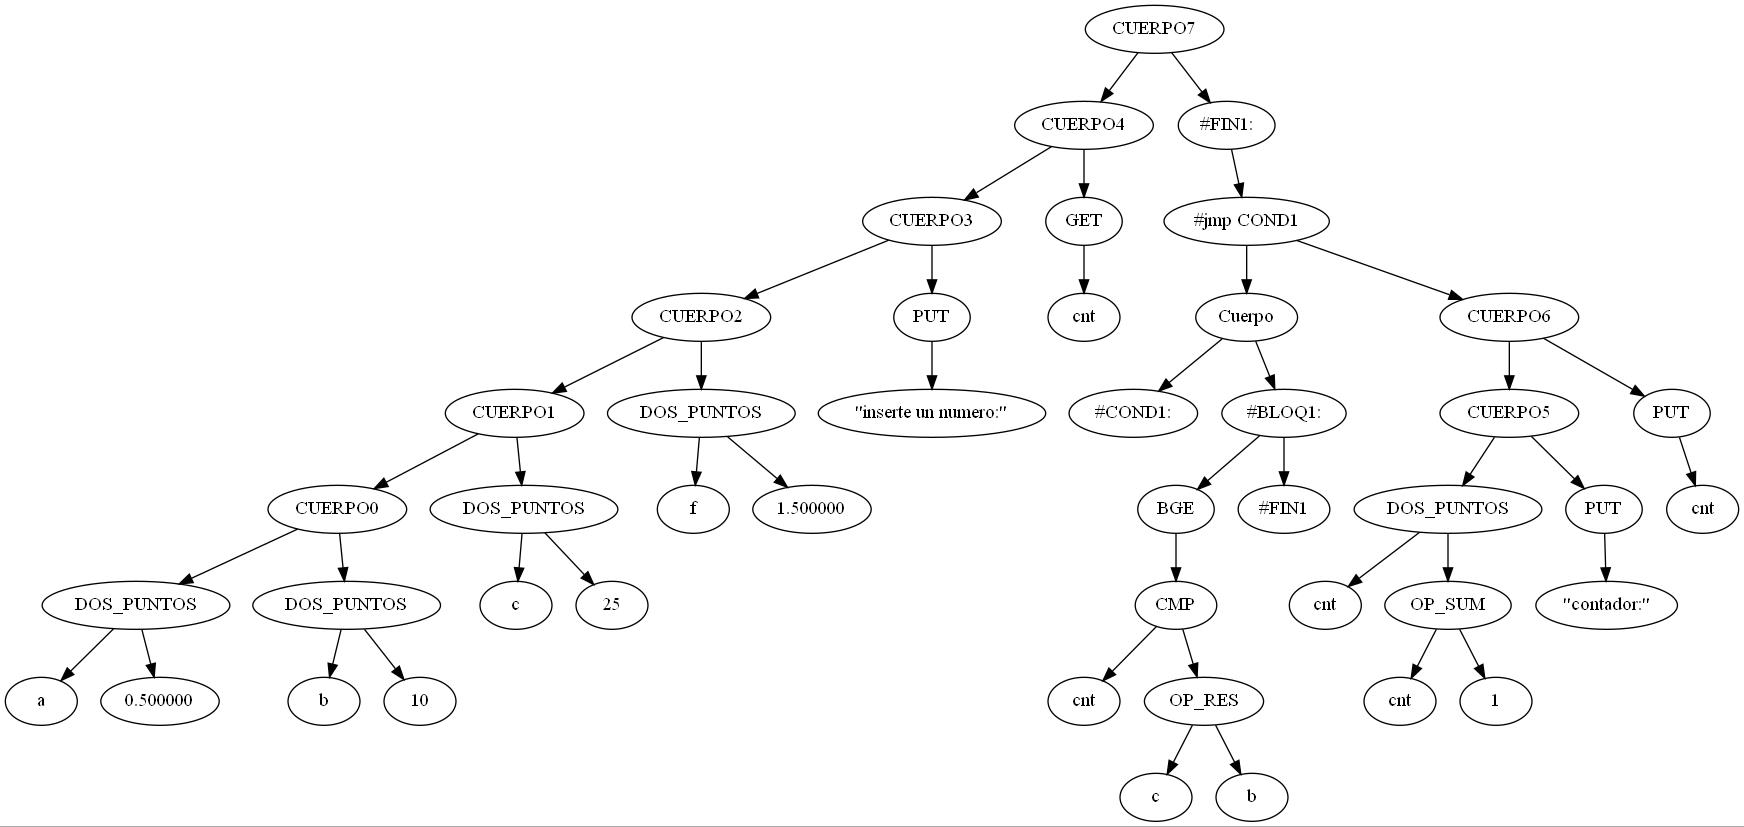 CUERPO7
CUERPO4 #FIN1:
CUERPO3 GET #jmp COND1
CUERPO2 PUT cnt Cuerpo CUERPO6
CUERPO1 DOS_PUNTOS "inserte un numero:" #COND1: #BLOQ1: CUERPO5 PUT
CUERPO0 DOS_PUNTOS f 1.500000 BGE #FIN1 DOS_PUNTOS PUT cnt
DOS_PUNTOS DOS_PUNTOS c 25 CMP cnt OP_SUM "contador:"
a 0.500000 b 10 cnt OP_RES cnt 1
c b